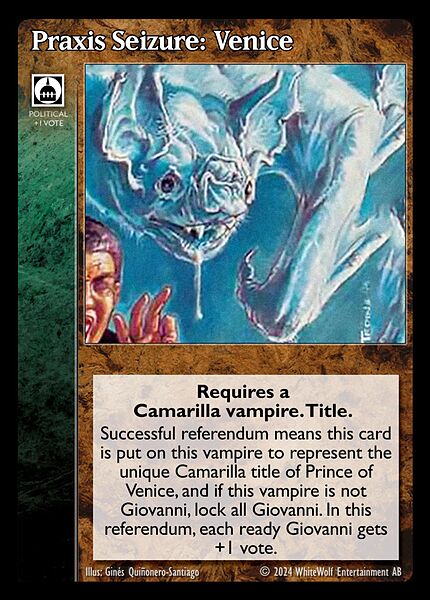 Praxis Seizure: Venice
POLITICAL
+1 VOTE
Requires a
Camarilla vampire. Title.
Successful referendum means this card
is put on this vampire to represent the
unique Camarilla title of Prince of
Venice, and if this vampire is not
Giovanni, lock all Giovanni. In this
referendum, each ready Giovanni gets
+1 vote.
Illus: Ginés Quiñonero-Santiago © 2024 WhiteWolf Entertainment AB